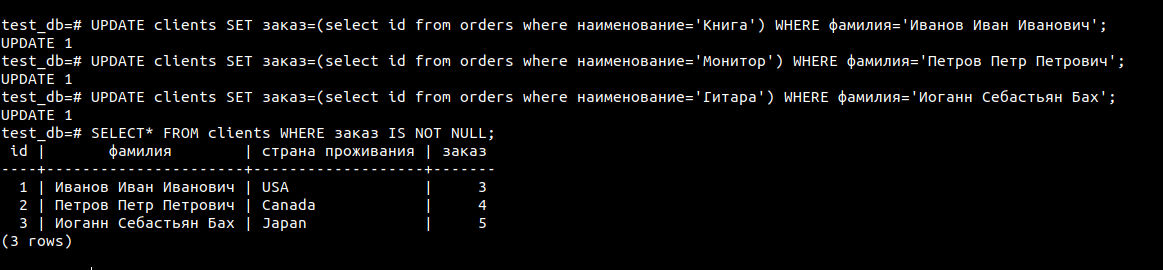 test_db=# UPDATE clients SET заказ=(select id from orders where наименование='Книга') WHERE фамилия='Иванов Иван Иванович';
UPDATE 1
test_db=# UPDATE clients SET заказ=(select id from orders where наименование='Монитор') WHERE фамилия='Петров Петр Петрович';
UPDATE 1
test_db=# UPDATE clients SET заказ=(select id from orders where наименование='Гитара') WHERE фамилия='Иоганн Себастьян Бах';
UPDATE 1
test_db=# SELECT* FROM clients WHERE заказ IS NOT NULL;
 id |       фамилия        | страна проживания | заказ
----+----------------------+-------------------+-------
  1 | Иванов Иван Иванович | USA               |     3
  2 | Петров Петр Петрович | Canada            |     4
  3 | Иоганн Себастьян Бах | Japan             |     5
(3 rows)